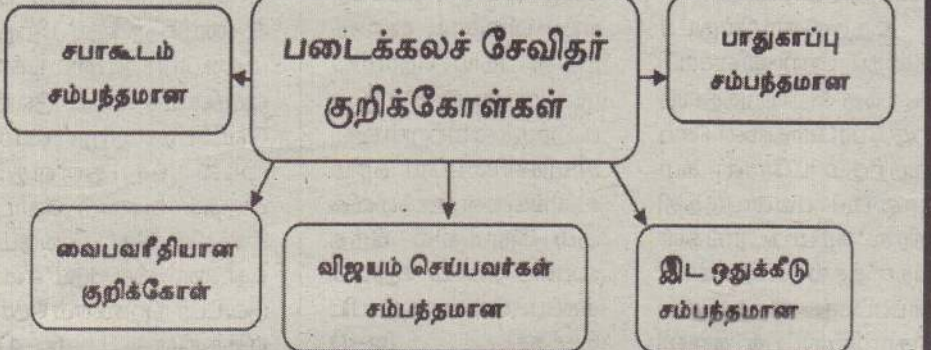 சபாகூடம்
சம்பந்தமான
படைக்கலச் சேவிதர்
குறிக்கோள்கள்
பாதுகாப்பு
சம்பந்தமான
வைபவரீதியான
குறிக்கோள்
விஜயம் செய்பவர்கள்
சம்பந்தமான
இட ஒதுக்கீடு
சம்பந்தமான